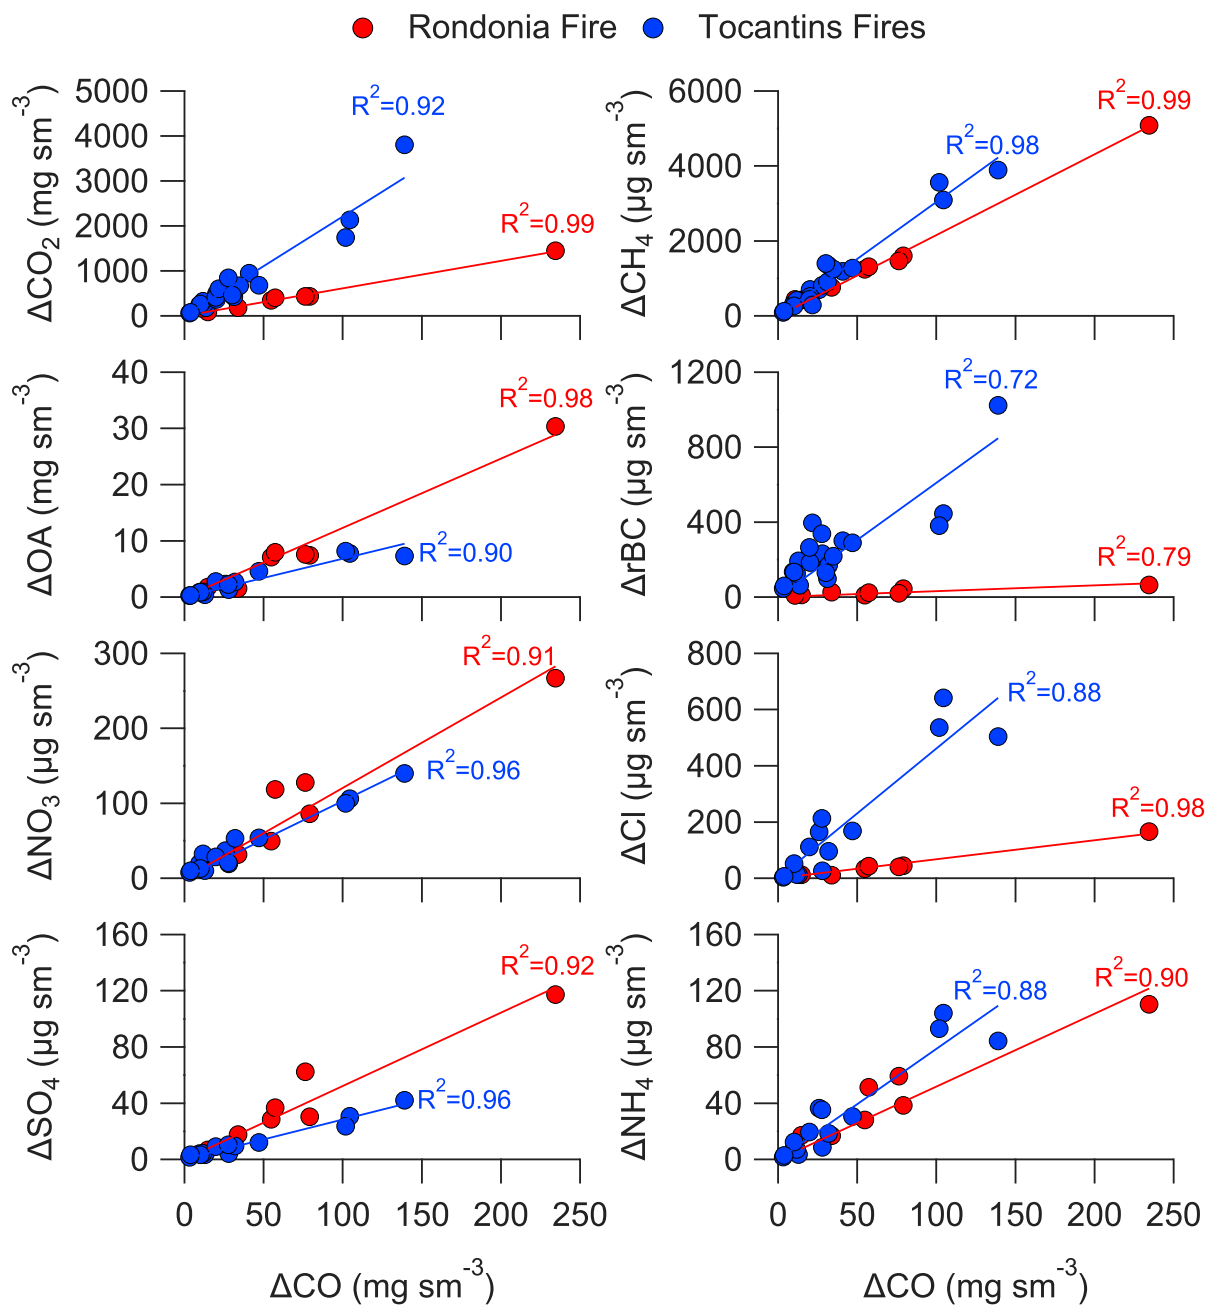 Rondonia Fire Tocantins Fires
ΔCO₂ (mg sm⁻³)
5000
4000
3000
2000
1000
0
R²=0.92
R²=0.99
ΔCH₄ (µg sm⁻³)
6000
4000
2000
0
R²=0.99
R²=0.98
ΔOA (mg sm⁻³)
40
30
20
10
0
R²=0.98
R²=0.90
ΔrBC (µg sm⁻³)
1200
800
400
0
R²=0.72
R²=0.79
ΔNO₃ (µg sm⁻³)
300
200
100
0
R²=0.91
R²=0.96
ΔCl (µg sm⁻³)
800
600
400
200
0
R²=0.88
R²=0.98
ΔSO₄ (µg sm⁻³)
160
120
80
40
0
R²=0.92
R²=0.96
0 50 100 150 200 250
ΔCO (mg sm⁻³)
ΔNH₄ (µg sm⁻³)
160
120
80
40
0
R²=0.90
R²=0.88
0 50 100 150 200 250
ΔCO (mg sm⁻³)